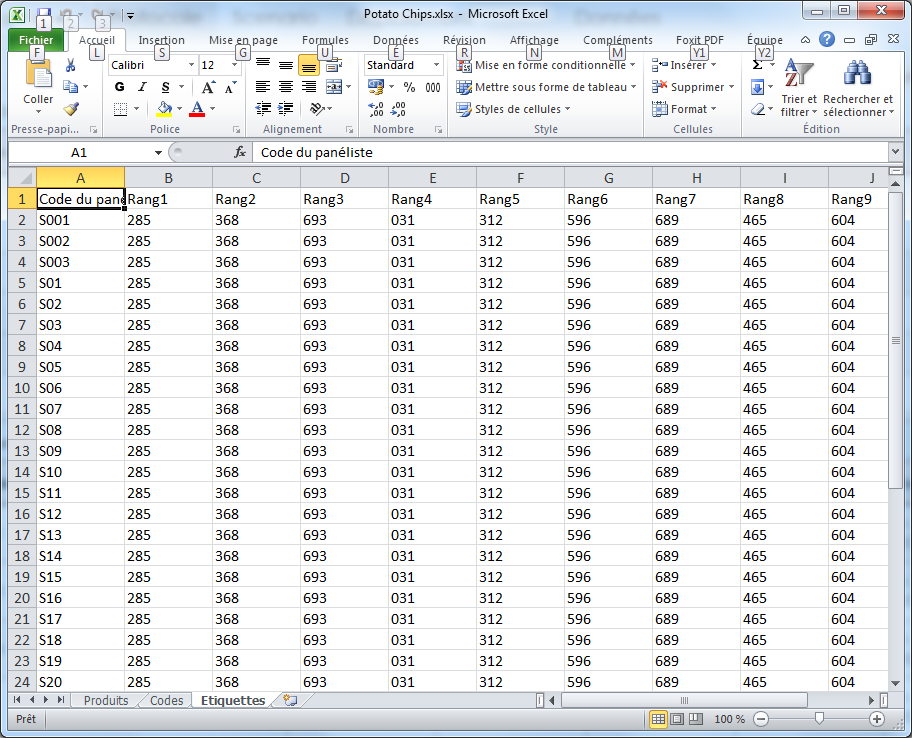 Potato Chips.xlsx - Microsoft Excel
1 2 3
Fichier Accueil Insertion Mise en page Formules Données Révision Affichage Compléments Foxit PDF Équipe
F L S G U É R N M Y1 Y2
Coller
Presse-papi...
Calibri 12
G I S A A
A
Police
Alignement
Standard
% 000
,00 ,0
Nombre
Mise en forme conditionnelle
Mettre sous forme de tableau
Styles de cellules
Style
Insérer
Supprimer
Format
Cellules
Σ
Trier et filtrer
Rechercher et sélectionner
Édition
A1 fx Code du panéliste
A B C D E F G H I J
1 Code du pané Rang1 Rang2 Rang3 Rang4 Rang5 Rang6 Rang7 Rang8 Rang9
2 S001 285 368 693 031 312 596 689 465 604
3 S002 285 368 693 031 312 596 689 465 604
4 S003 285 368 693 031 312 596 689 465 604
5 S01 285 368 693 031 312 596 689 465 604
6 S02 285 368 693 031 312 596 689 465 604
7 S03 285 368 693 031 312 596 689 465 604
8 S04 285 368 693 031 312 596 689 465 604
9 S05 285 368 693 031 312 596 689 465 604
10 S06 285 368 693 031 312 596 689 465 604
11 S07 285 368 693 031 312 596 689 465 604
12 S08 285 368 693 031 312 596 689 465 604
13 S09 285 368 693 031 312 596 689 465 604
14 S10 285 368 693 031 312 596 689 465 604
15 S11 285 368 693 031 312 596 689 465 604
16 S12 285 368 693 031 312 596 689 465 604
17 S13 285 368 693 031 312 596 689 465 604
18 S14 285 368 693 031 312 596 689 465 604
19 S15 285 368 693 031 312 596 689 465 604
20 S16 285 368 693 031 312 596 689 465 604
21 S17 285 368 693 031 312 596 689 465 604
22 S18 285 368 693 031 312 596 689 465 604
23 S19 285 368 693 031 312 596 689 465 604
24 S20 285 368 693 031 312 596 689 465 604
Produits Codes Etiquettes
Prêt 100 %